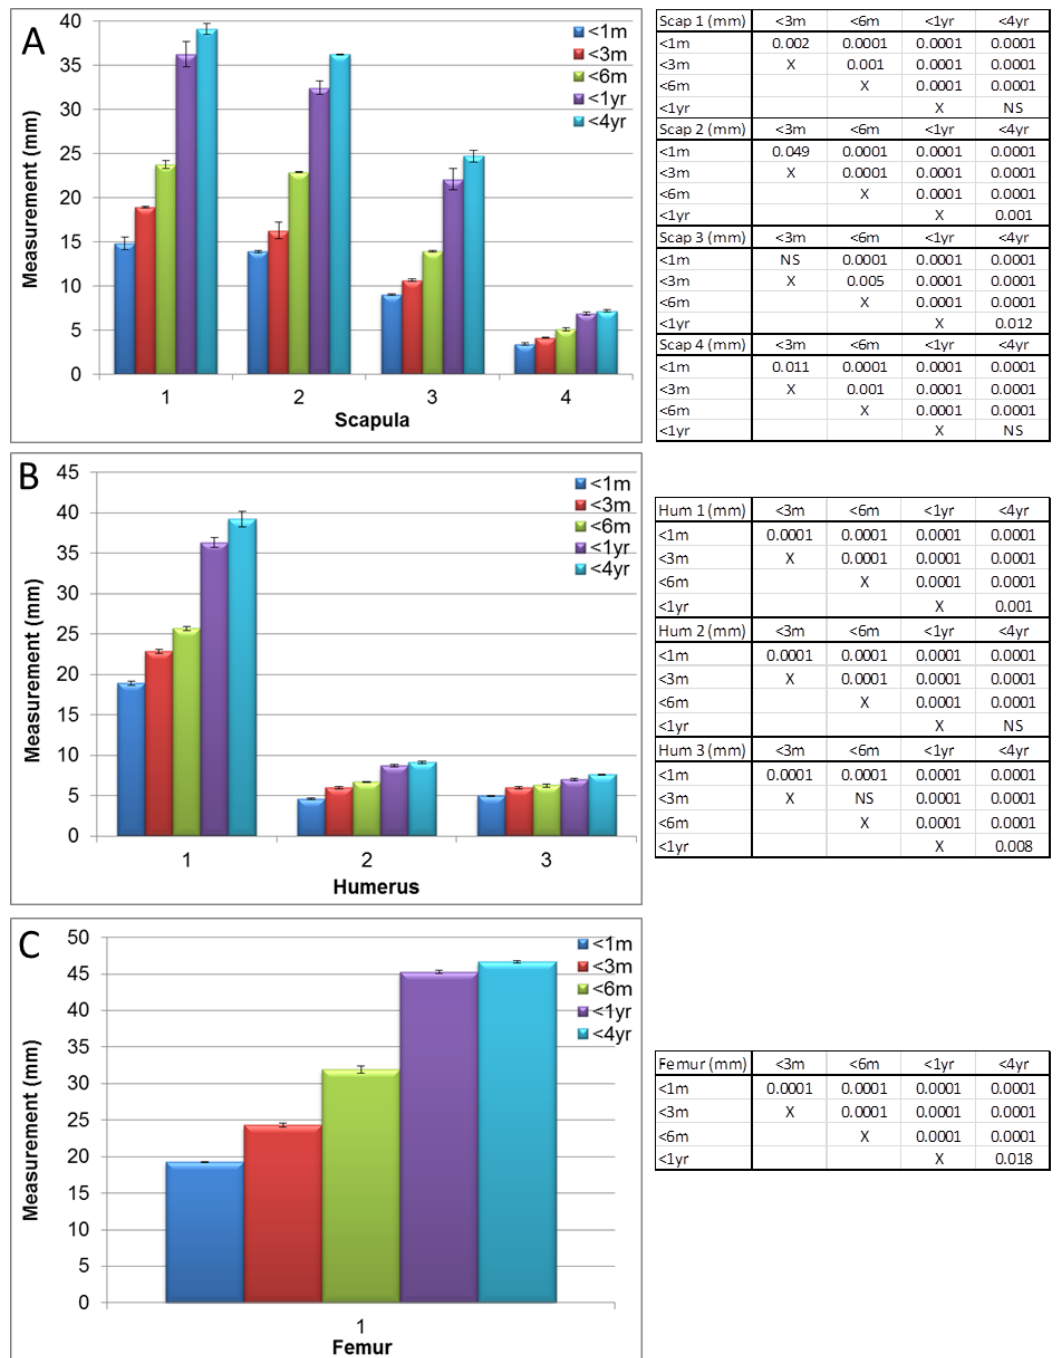 A
40
35
30
25
20
15
10
5
0
Measurement (mm)
<1m
<3m
<6m
<1yr
<4yr
1 2 3 4
Scapula
Scap 1 (mm) <3m <6m <1yr <4yr
<1m 0.002 0.0001 0.0001 0.0001
<3m X 0.001 0.0001 0.0001
<6m X 0.0001 0.0001
<1yr X NS
Scap 2 (mm) <3m <6m <1yr <4yr
<1m 0.049 0.0001 0.0001 0.0001
<3m X 0.0001 0.0001 0.0001
<6m X 0.0001 0.0001
<1yr X 0.001
Scap 3 (mm) <3m <6m <1yr <4yr
<1m NS 0.0001 0.0001 0.0001
<3m X 0.005 0.0001 0.0001
<6m X 0.0001 0.0001
<1yr X 0.012
Scap 4 (mm) <3m <6m <1yr <4yr
<1m 0.011 0.0001 0.0001 0.0001
<3m X 0.001 0.0001 0.0001
<6m X 0.0001 0.0001
<1yr X NS
B
45
40
35
30
25
20
15
10
5
0
Measurement (mm)
<1m
<3m
<6m
<1yr
<4yr
1 2 3
Humerus
Hum 1 (mm) <3m <6m <1yr <4yr
<1m 0.0001 0.0001 0.0001 0.0001
<3m X 0.0001 0.0001 0.0001
<6m X 0.0001 0.0001
<1yr X 0.001
Hum 2 (mm) <3m <6m <1yr <4yr
<1m 0.0001 0.0001 0.0001 0.0001
<3m X 0.0001 0.0001 0.0001
<6m X 0.0001 0.0001
<1yr X NS
Hum 3 (mm) <3m <6m <1yr <4yr
<1m 0.0001 0.0001 0.0001 0.0001
<3m X NS 0.0001 0.0001
<6m X 0.0001 0.0001
<1yr X 0.008
C
50
45
40
35
30
25
20
15
10
5
0
Measurement (mm)
<1m
<3m
<6m
<1yr
<4yr
1
Femur
Femur (mm) <3m <6m <1yr <4yr
<1m 0.0001 0.0001 0.0001 0.0001
<3m X 0.0001 0.0001 0.0001
<6m X 0.0001 0.0001
<1yr X 0.018